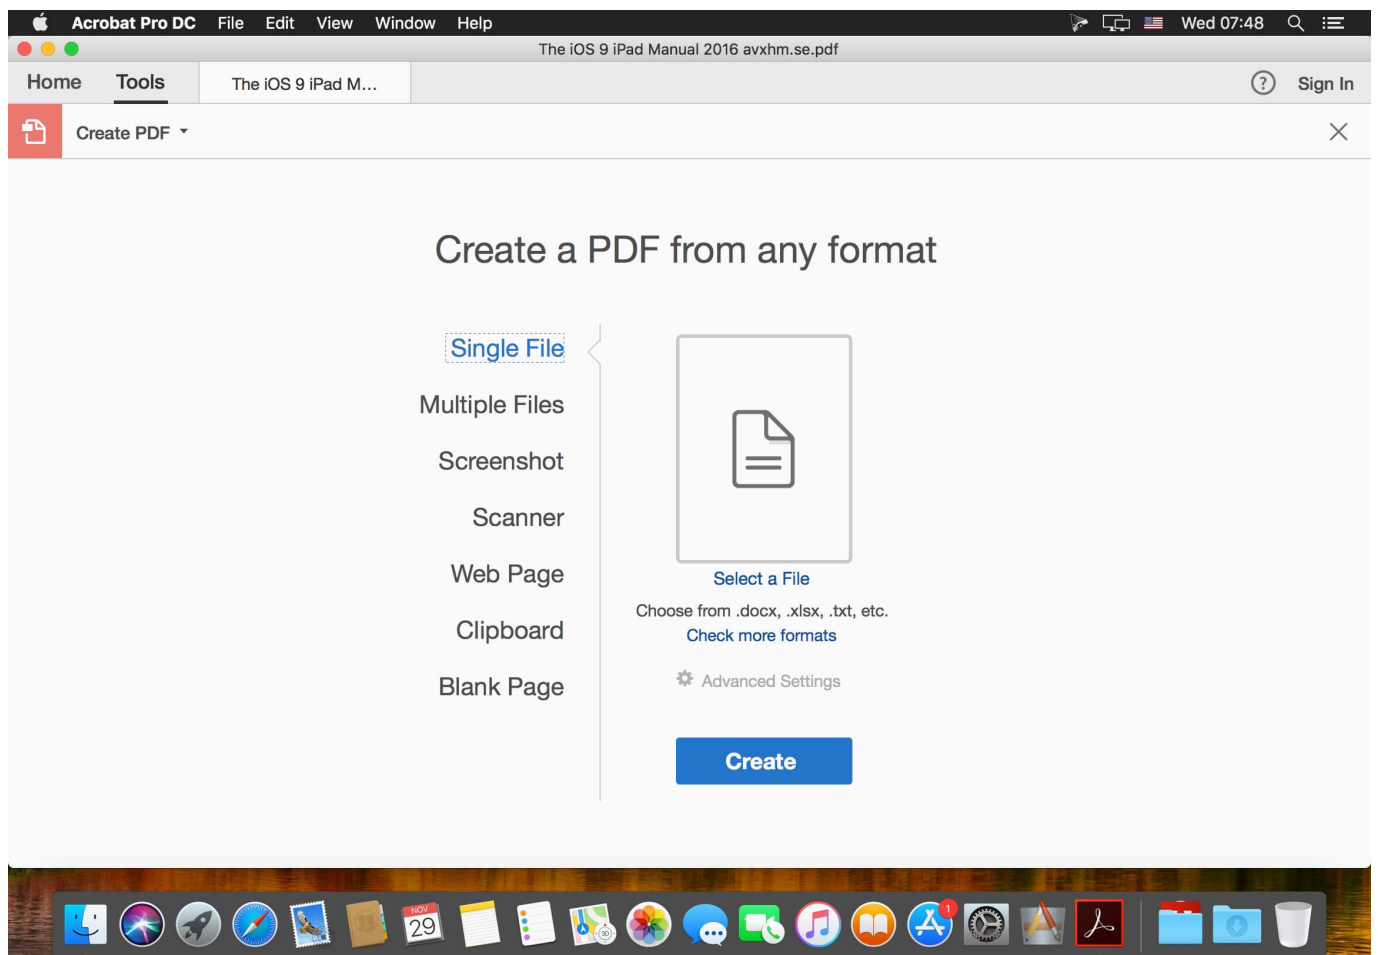 Acrobat Pro DC File Edit View Window Help Wed 07:48
The iOS 9 iPad Manual 2016 avxhm.se.pdf
Home Tools The iOS 9 iPad M... ? Sign In
Create PDF
Create a PDF from any format
Single File
Multiple Files
Screenshot
Scanner
Web Page
Clipboard
Blank Page
Select a File
Choose from .docx, .xlsx, .txt, etc.
Check more formats
Advanced Settings
Create
NOV
29
3D
1